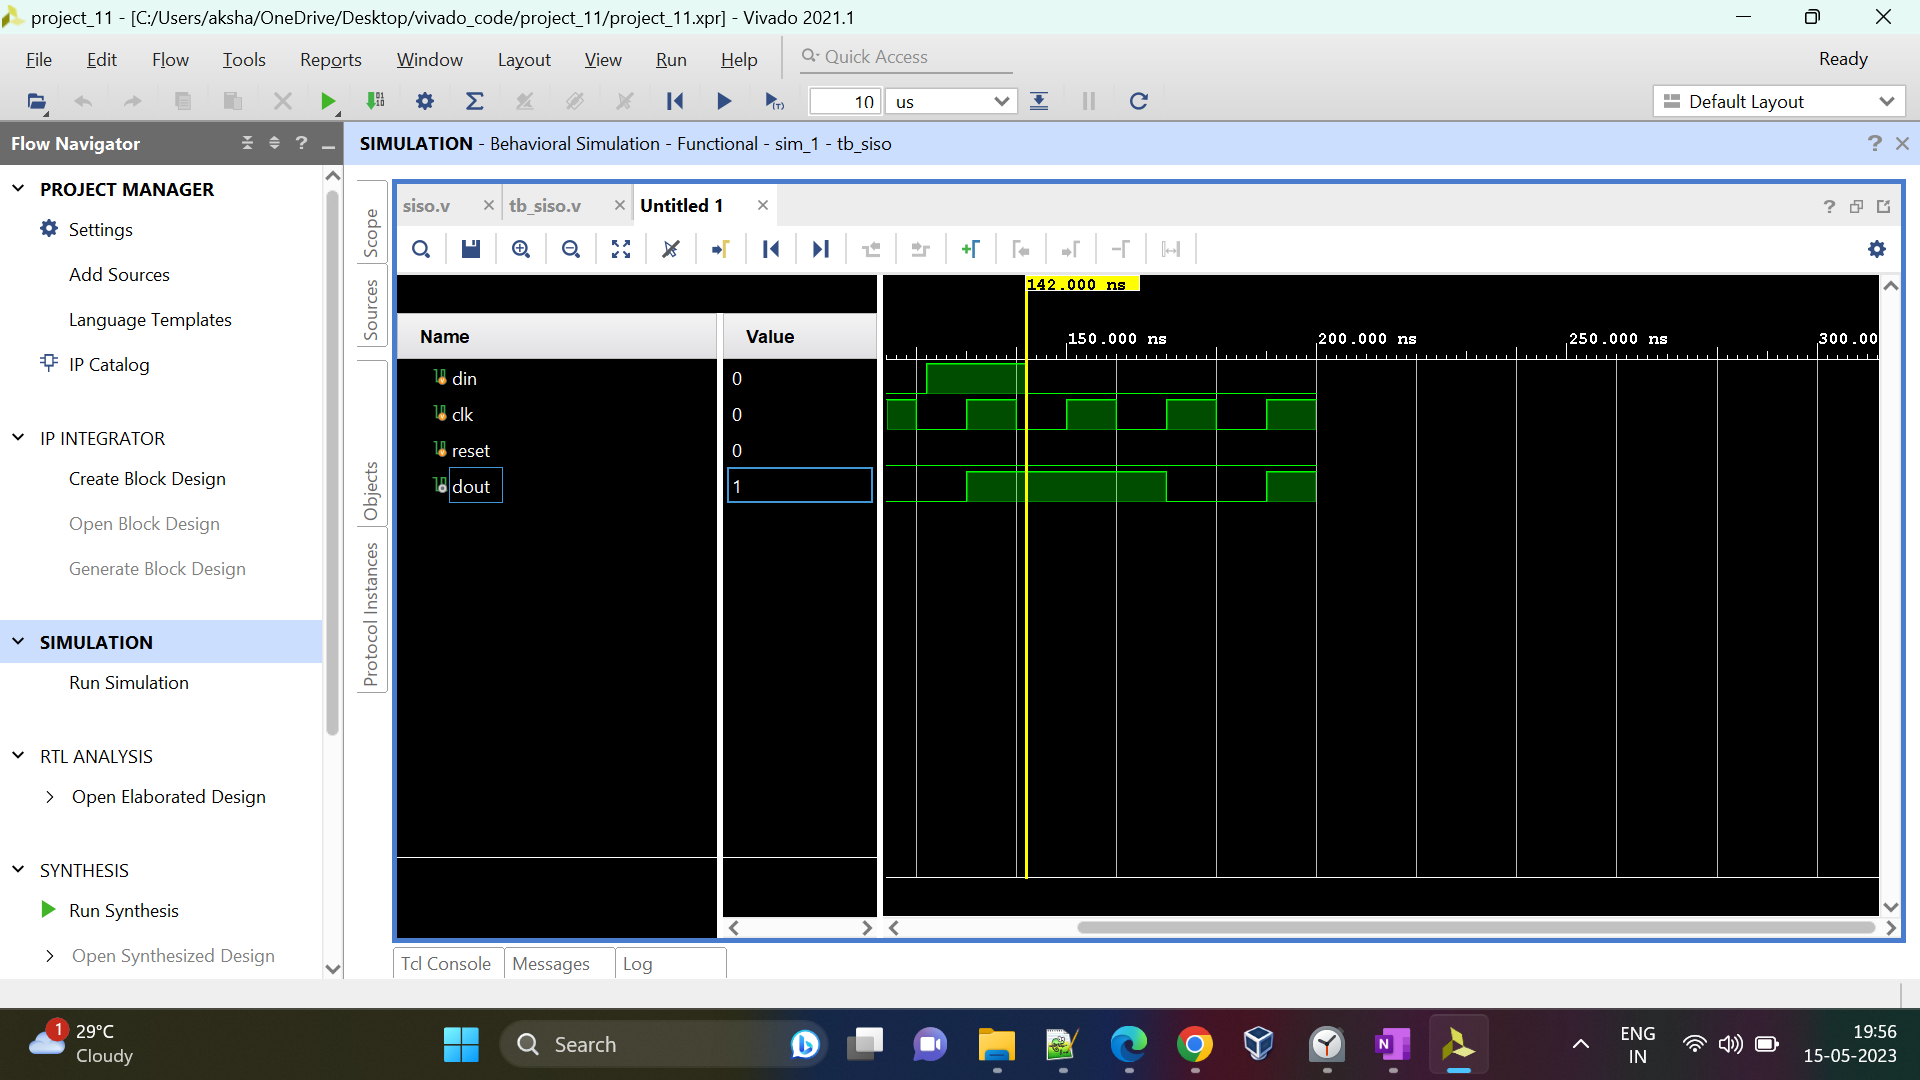 project_11 - [C:/Users/aksha/OneDrive/Desktop/vivado_code/project_11/project_11.xpr] - Vivado 2021.1
File Edit Flow Tools Reports Window Layout View Run Help Quick Access Ready
10 us Default Layout
Flow Navigator
SIMULATION - Behavioral Simulation - Functional - sim_1 - tb_siso
PROJECT MANAGER
Settings
Add Sources
Language Templates
IP Catalog
IP INTEGRATOR
Create Block Design
Open Block Design
Generate Block Design
SIMULATION
Run Simulation
RTL ANALYSIS
Open Elaborated Design
SYNTHESIS
Run Synthesis
Open Synthesized Design
Scope
Sources
Objects
Protocol Instances
siso.v tb_siso.v Untitled 1
142.000 ns
Name Value
150.000 ns 200.000 ns 250.000 ns 300.00
din 0
clk 0
reset 0
dout 1
Tcl Console Messages Log
1
29°C
Cloudy
Search
ENG
IN
19:56
15-05-2023